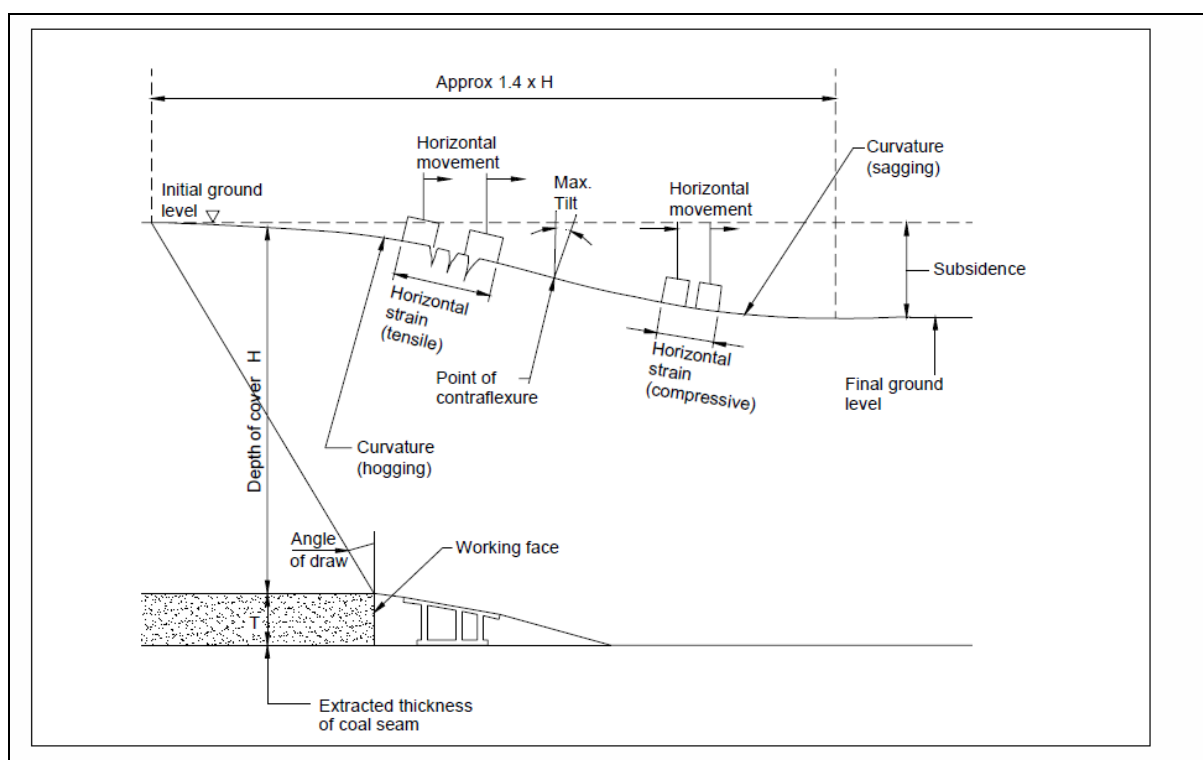 Approx 1.4 x H
Horizontal
movement
Curvature
(sagging)
Max.
Tilt
Horizontal
movement
Initial ground
level
Subsidence
Horizontal
strain
(tensile)
Horizontal
strain
(compressive)
Point of
contraflexure
Final ground
level
Depth of cover H
Curvature
(hogging)
Angle
of draw
Working face
T
Extracted thickness
of coal seam